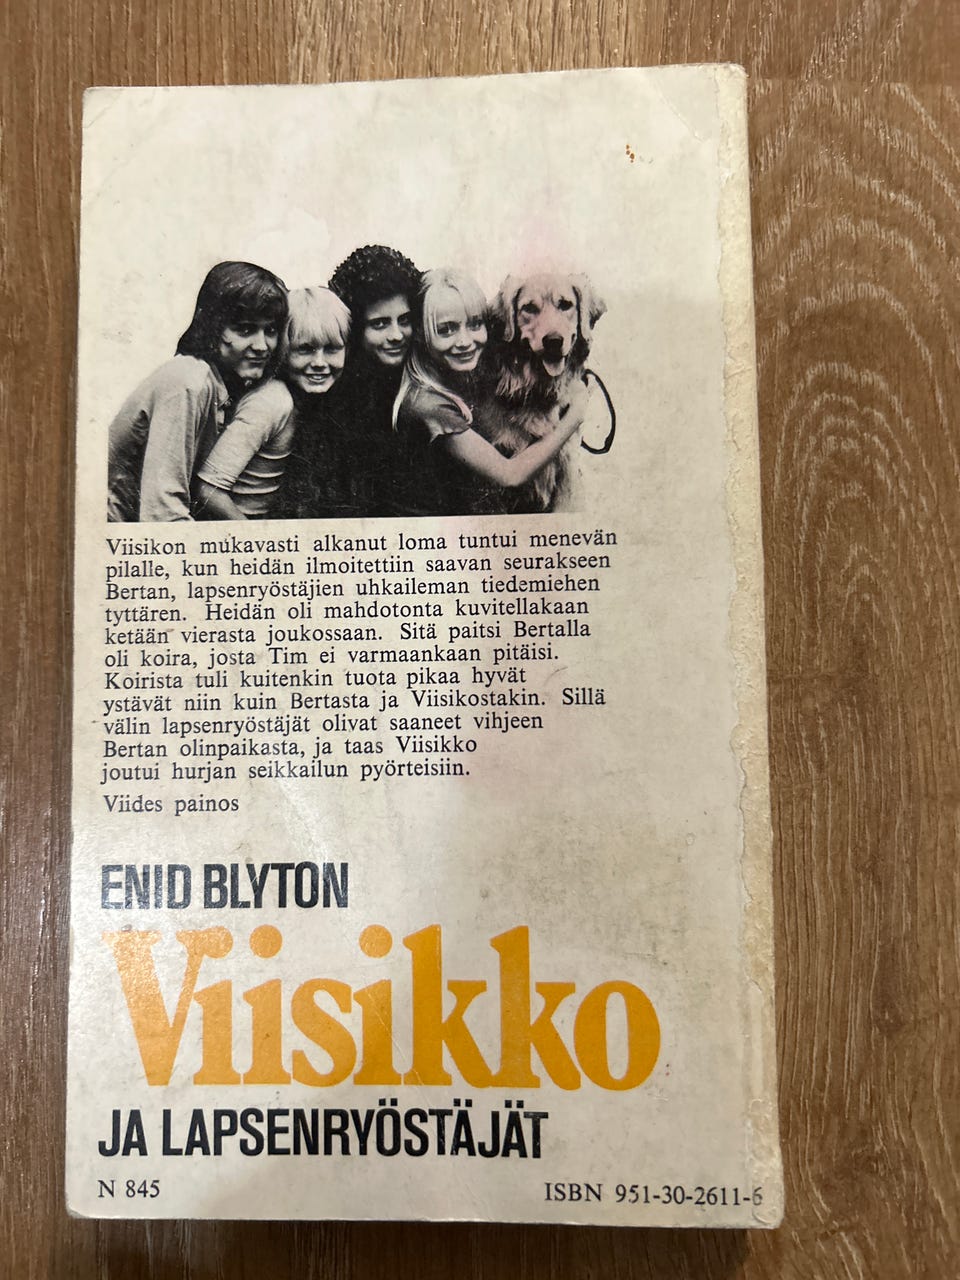 Viisikon mukavasti alkanut loma tuntui menevän
pilalle, kun heidän ilmoitettiin saavan seurakseen
Bertan, lapsenryöstäjien uhkaileman tiedemiehen
tyttären. Heidän oli mahdotonta kuvitellakaan
ketään vierasta joukossaan. Sitä paitsi Bertalla
oli koira, josta Tim ei varmaankaan pitäisi.
Koirista tuli kuitenkin tuota pikaa hyvät
ystävät niin kuin Bertasta ja Viisikostakin. Sillä
välin lapsenryöstäjät olivat saaneet vihjeen
Bertan olinpaikasta, ja taas Viisikko
joutui hurjan seikkailun pyörteisiin.
Viides painos
ENID BLYTON
Viisikko
JA LAPSENRYÖSTÄJÄT
N 845
ISBN 951-30-2611-6